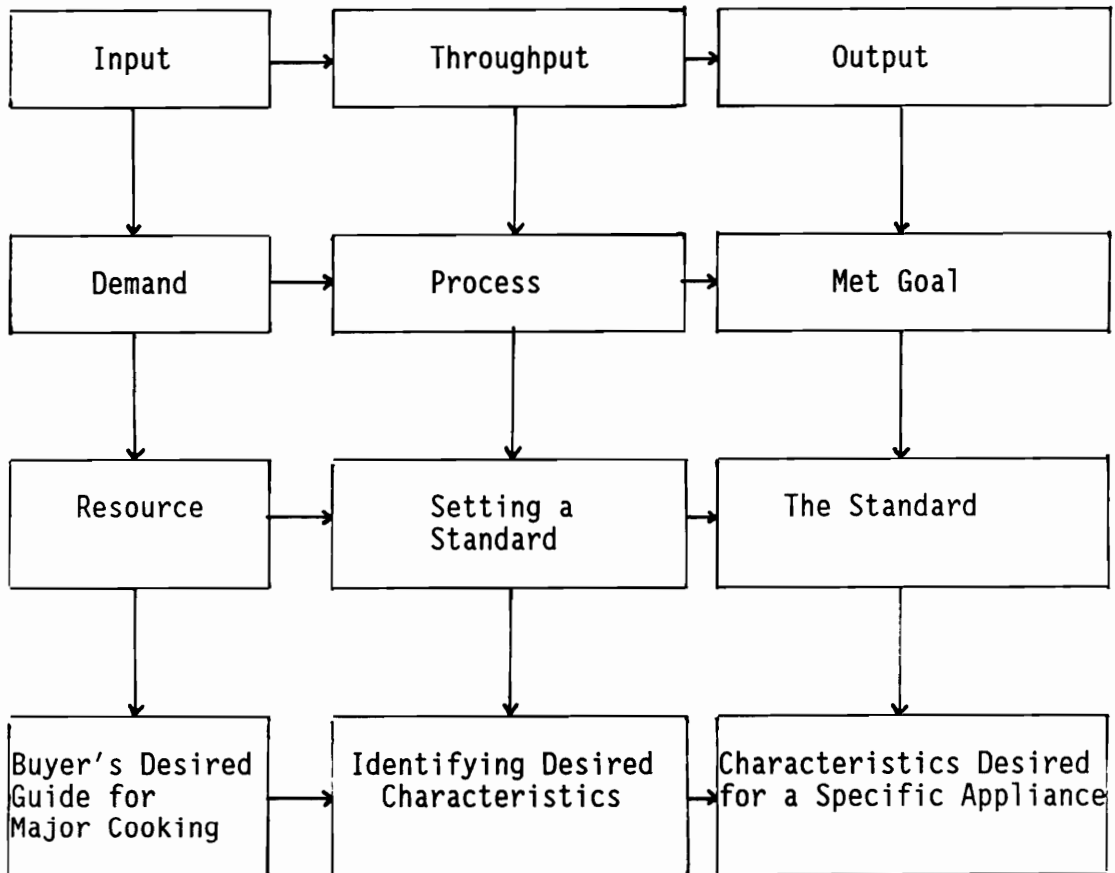 Input
Throughput
Output
Demand
Process
Met Goal
Resource
Setting a
Standard
The Standard
Buyer's Desired
Guide for
Major Cooking
Identifying Desired
Characteristics
Characteristics Desired
for a Specific Appliance